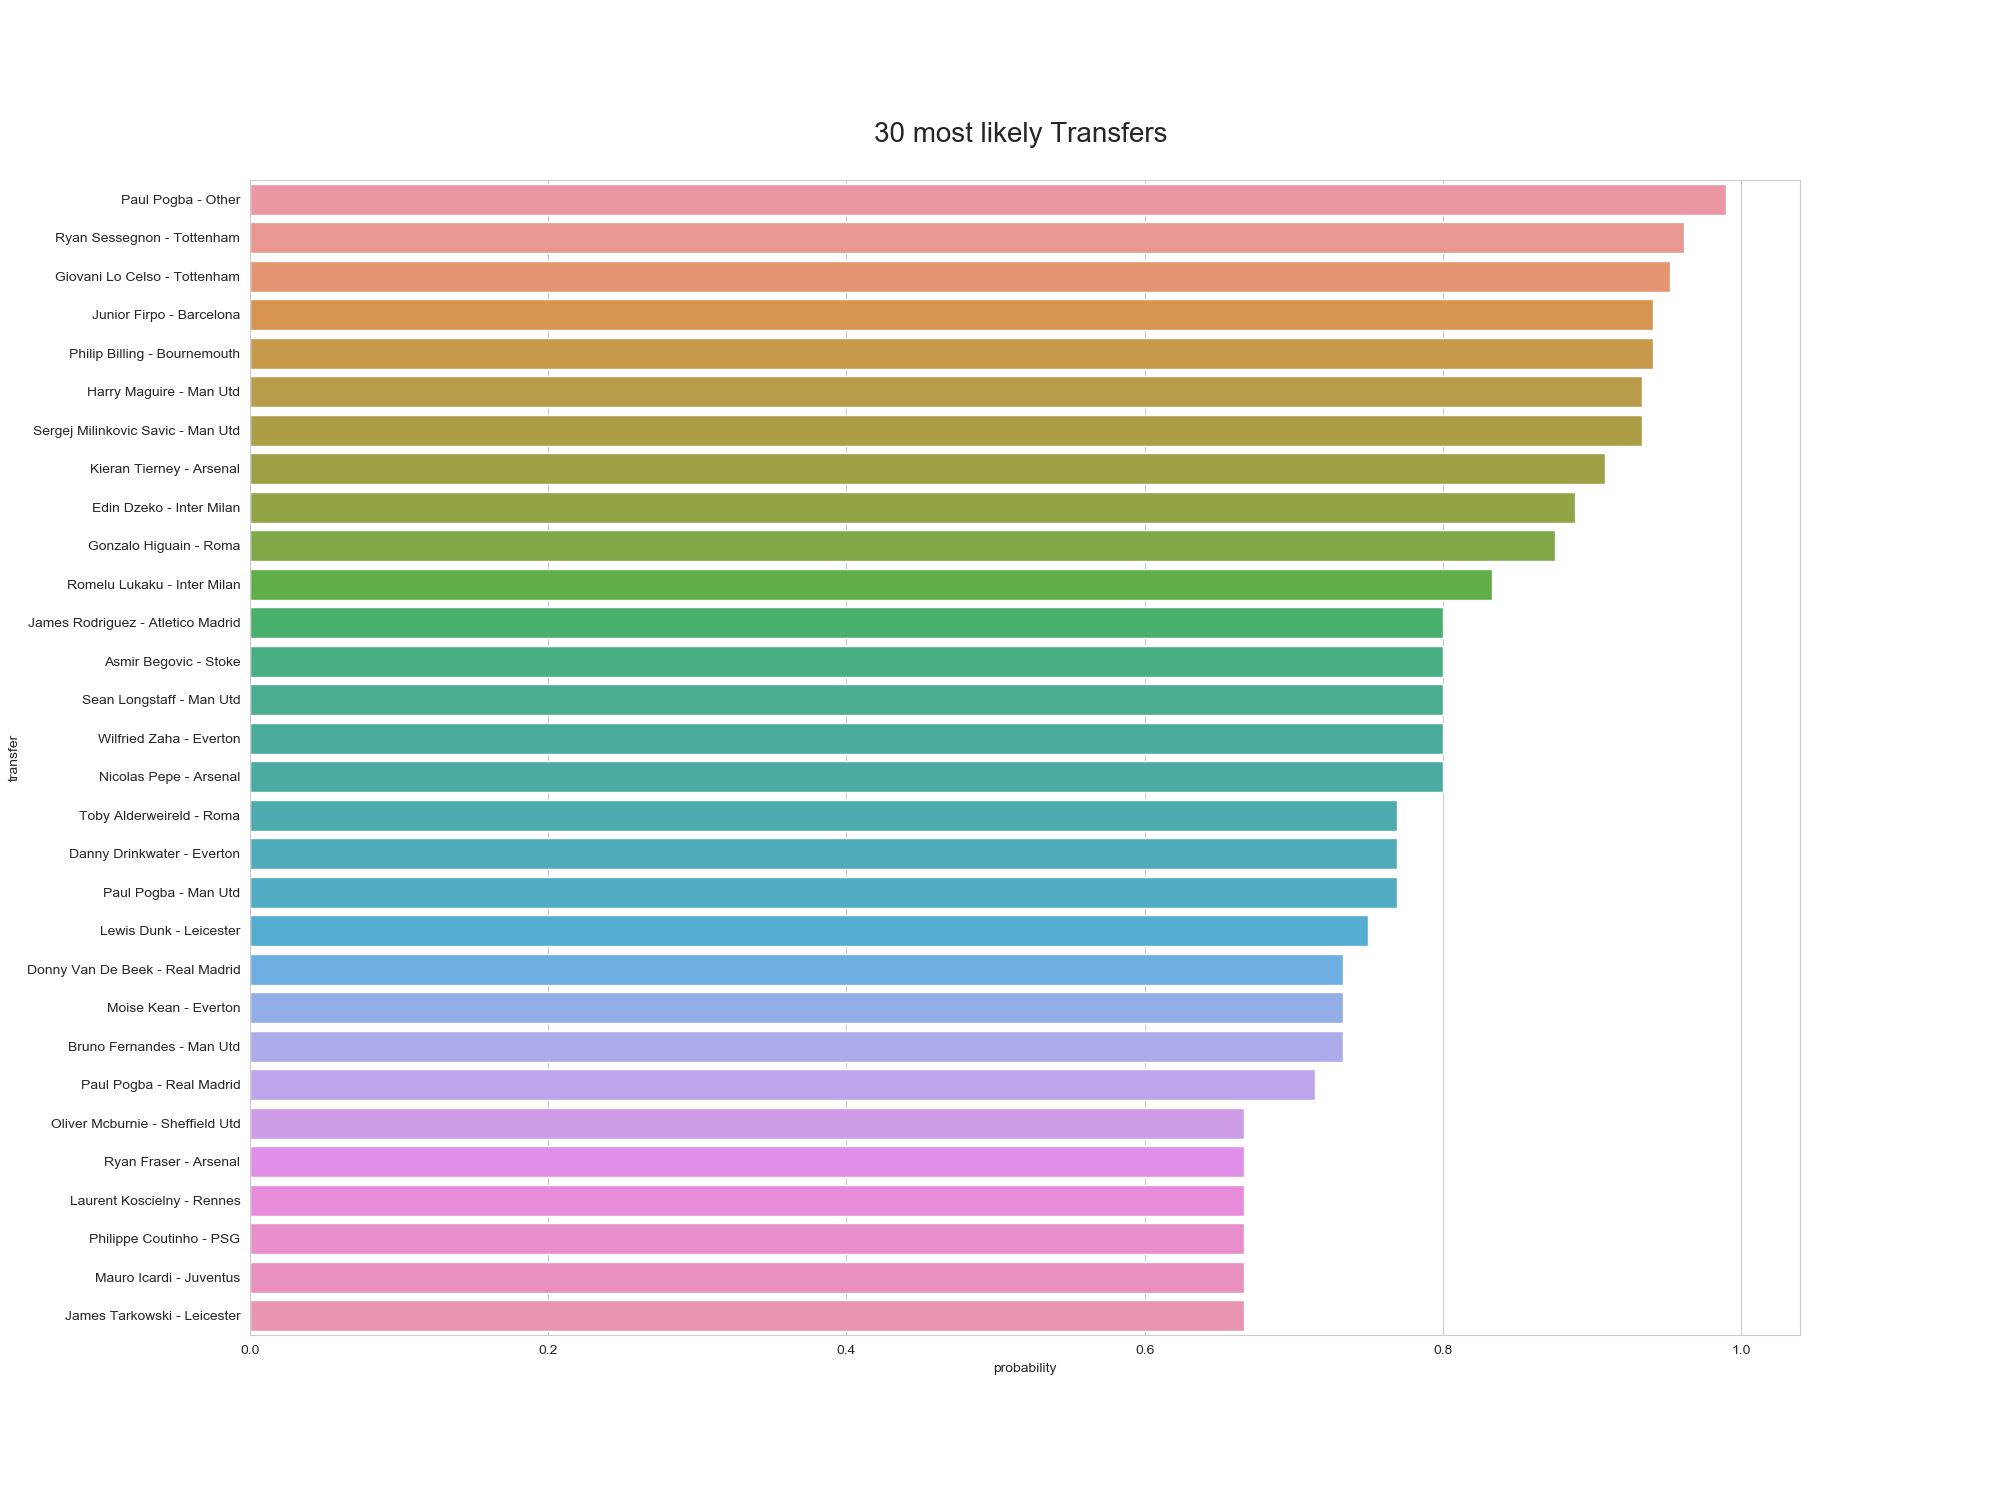 30 most likely Transfers
Paul Pogba - Other
Ryan Sessegnon - Tottenham
Giovani Lo Celso - Tottenham
Junior Firpo - Barcelona
Philip Billing - Bournemouth
Harry Maguire - Man Utd
Sergej Milinkovic Savic - Man Utd
Kieran Tierney - Arsenal
Edin Dzeko - Inter Milan
Gonzalo Higuain - Roma
Romelu Lukaku - Inter Milan
James Rodriguez - Atletico Madrid
Asmir Begovic - Stoke
Sean Longstaff - Man Utd
Wilfried Zaha - Everton
Nicolas Pepe - Arsenal
Toby Alderweireld - Roma
Danny Drinkwater - Everton
Paul Pogba - Man Utd
Lewis Dunk - Leicester
Donny Van De Beek - Real Madrid
Moise Kean - Everton
Bruno Fernandes - Man Utd
Paul Pogba - Real Madrid
Oliver Mcburnie - Sheffield Utd
Ryan Fraser - Arsenal
Laurent Koscielny - Rennes
Philippe Coutinho - PSG
Mauro Icardi - Juventus
James Tarkowski - Leicester
transfer
0.0 0.2 0.4 0.6 0.8 1.0
probability